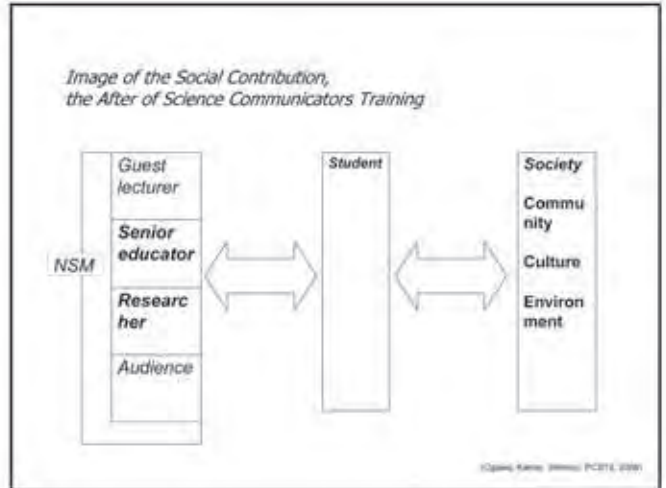 Image of the Social Contribution,
the After of Science Communicators Training
NSM
Guest
lecturer
Senior
educator
Researc
her
Audience
Student
Society
Commu
nity
Culture
Environ
ment